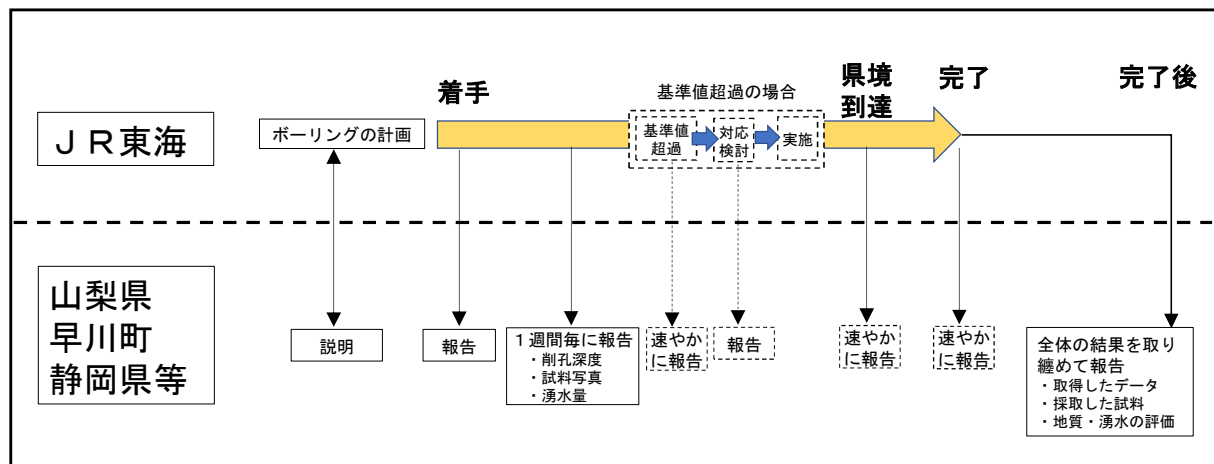 着手
基準値超過の場合
県境
到達
完了
完了後
ＪＲ東海
ボーリングの計画
基準値
超過
対応
検討
実施
山梨県
早川町
静岡県等
説明
報告
１週間毎に報告
・削孔深度
・試料写真
・湧水量
速やか
に報告
報告
速やか
に報告
速やか
に報告
全体の結果を取り
纏めて報告
・取得したデータ
・採取した試料
・地質・湧水の評価